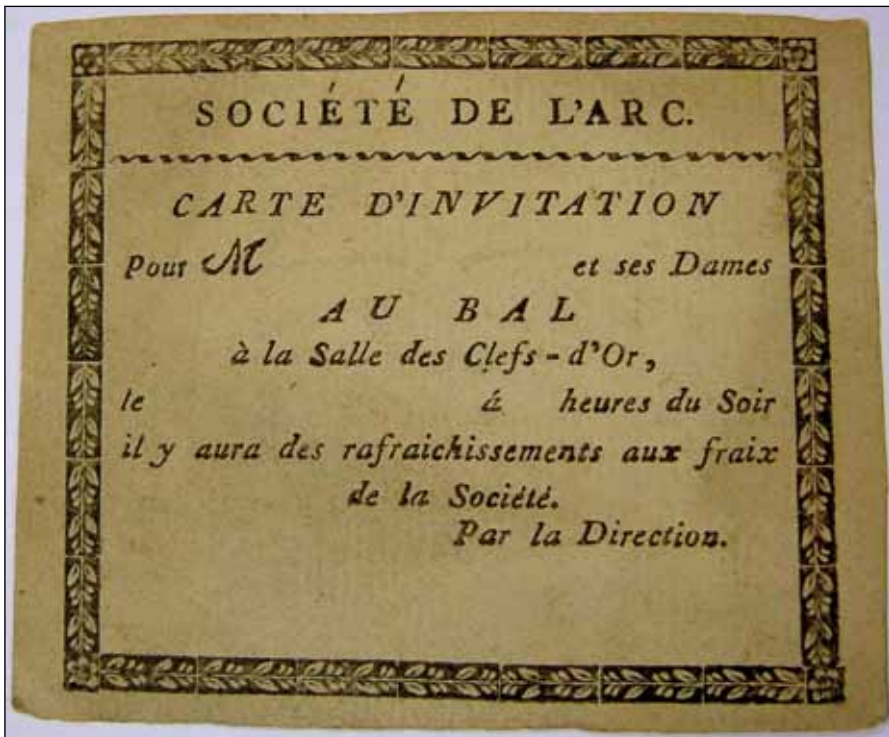 SOCIÉTÉ DE L'ARC.
CARTE D'INVITATION
Pour M et ses Dames
AU BAL
à la Salle des Clefs-d'Or,
le á heures du Soir
il y aura des rafraichissements aux fraix
de la Société.
Par la Direction.